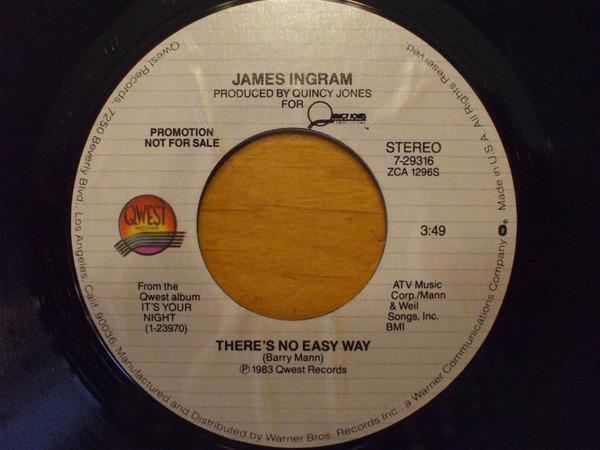 JAMES INGRAM
PRODUCED BY QUINCY JONES
FOR
QUINCY JONES
PROMOTION
NOT FOR SALE
STEREO
7-29316
ZCA 1296S
QWEST
RECORDS
3:49
From the
Qwest album
IT'S YOUR
NIGHT
(1-23970)
ATV Music
Corp./Mann
& Weil
Songs, Inc.
BMI
THERE'S NO EASY WAY
(Barry Mann)
℗ 1983 Qwest Records
Qwest Records, 7250 Beverly Blvd., Los Angeles, Calif. 90036, Manufactured and Distributed by Warner Bros. Records Inc., a Warner Communications Company ® Made in U.S.A. All Rights Reserved.